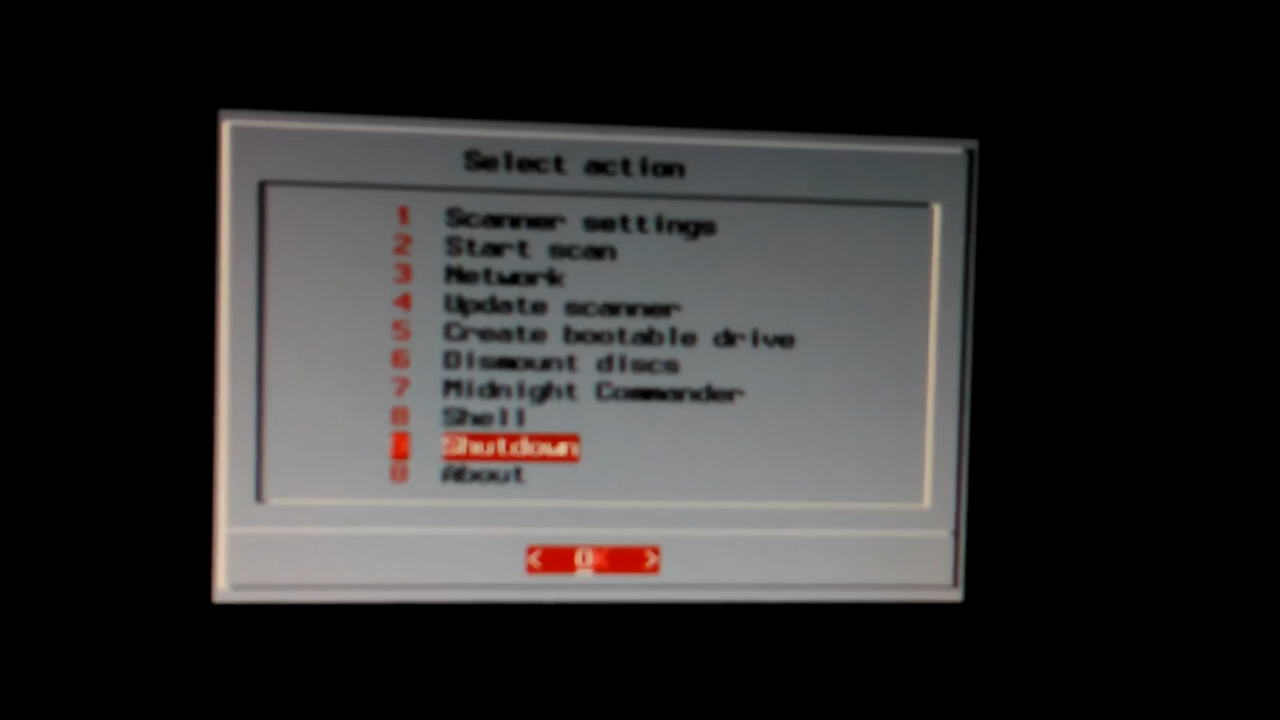 Select action
1 Scanner settings
2 Start scan
3 Network
4 Update scanner
5 Create bootable drive
6 Dismount discs
7 Midnight Commander
8 Shell
Shutdown
0 About
< OK >